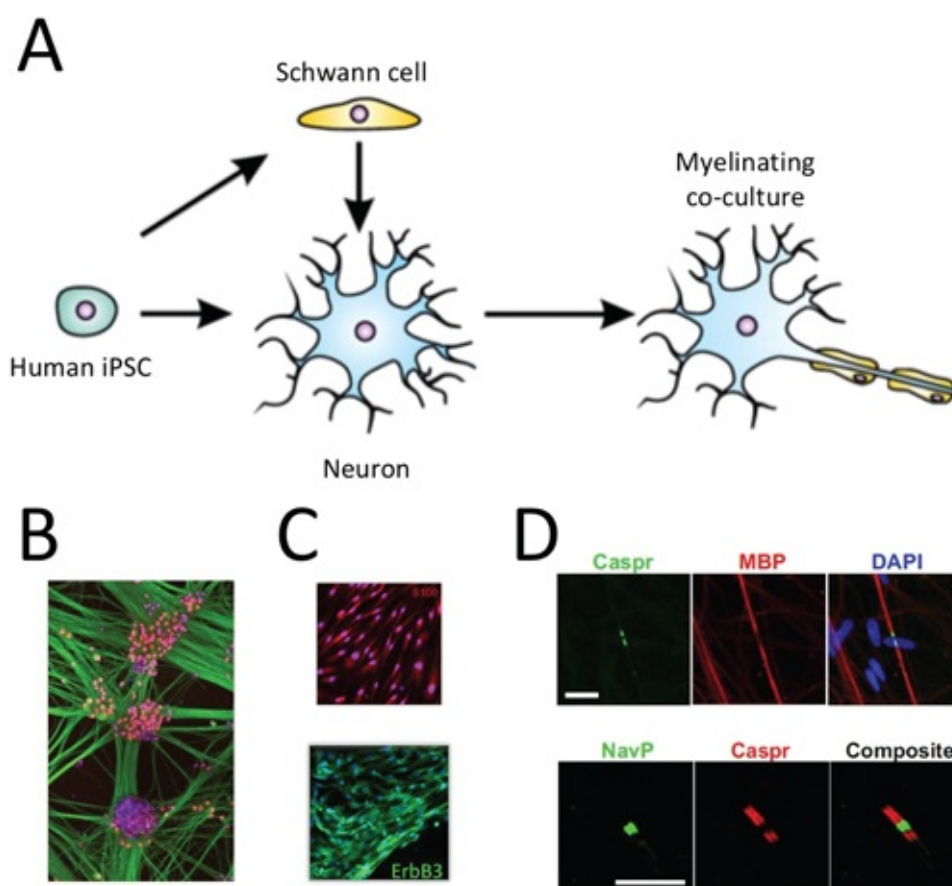 A
Schwann cell
Myelinating
co-culture
Human iPSC
Neuron
B
C
D
S100
ErbB3
Caspr
MBP
DAPI
NavP
Caspr
Composite